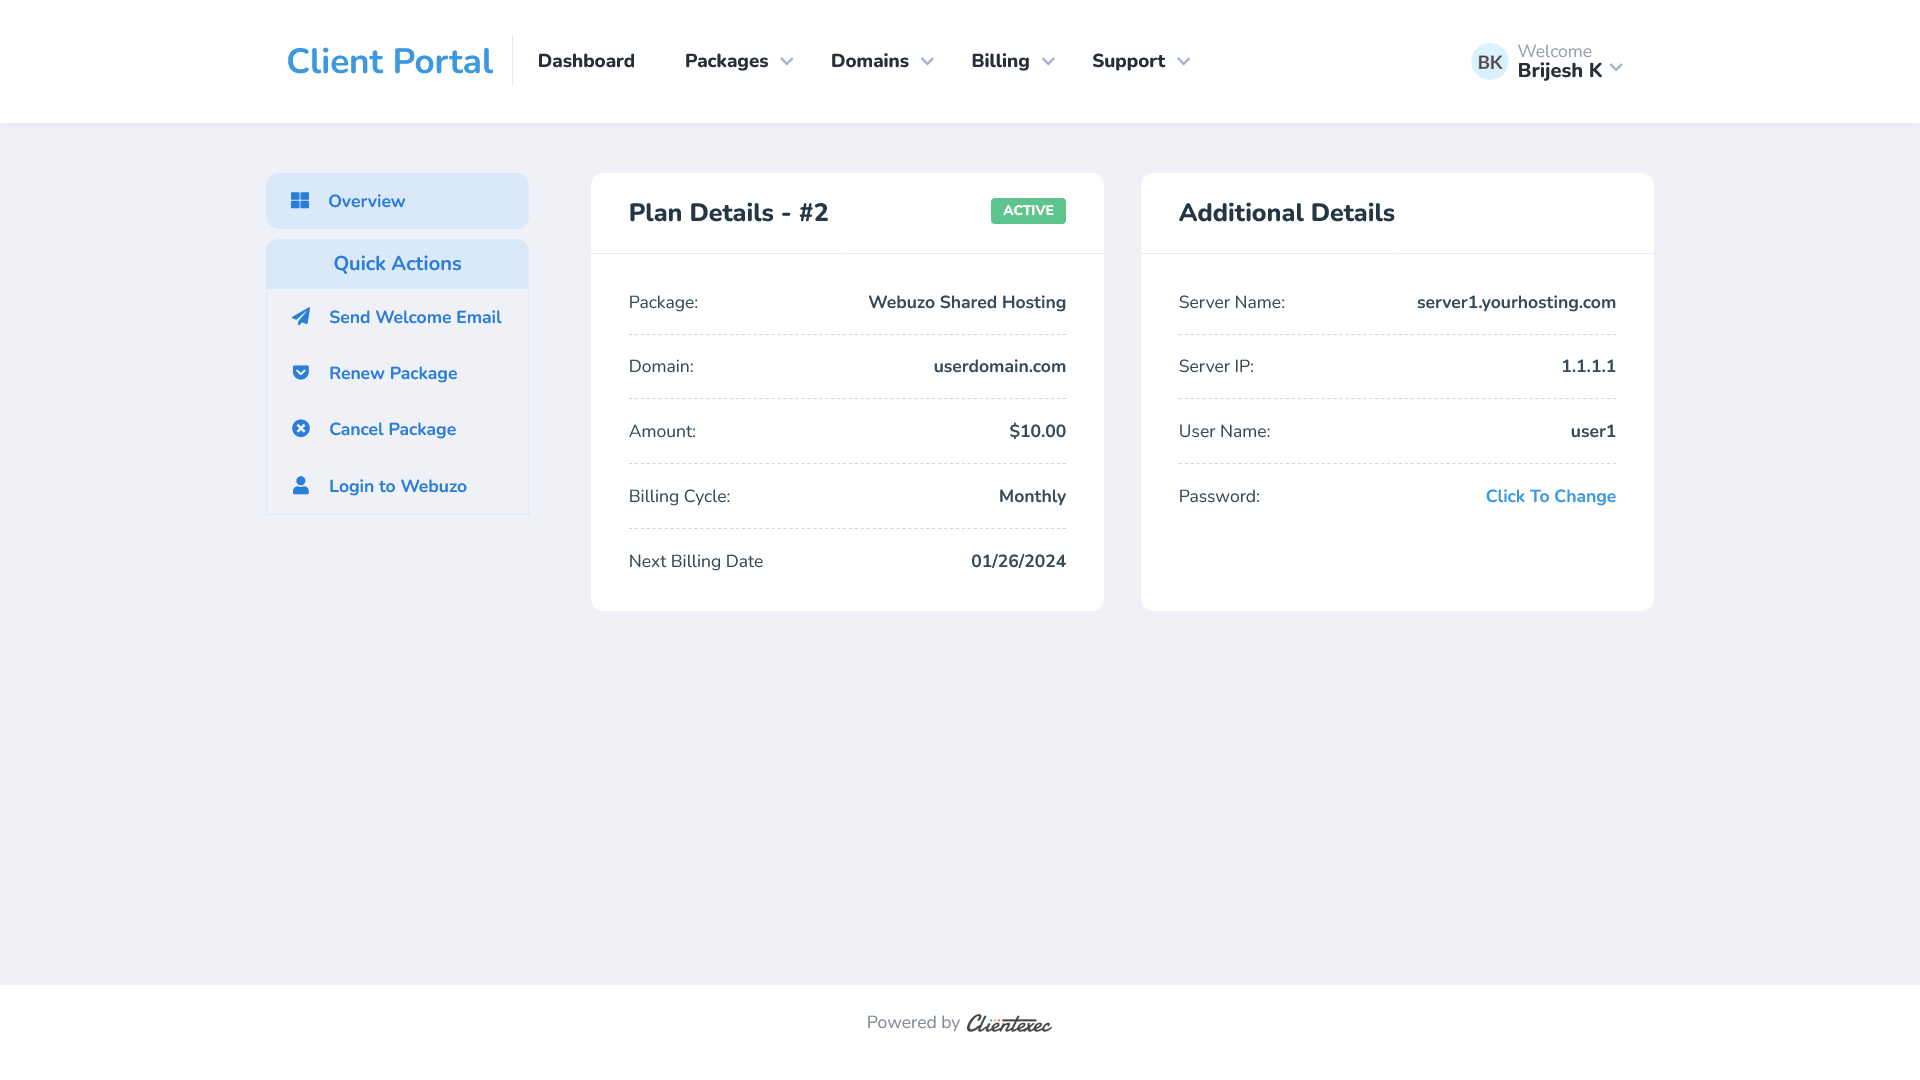 Client Portal
Dashboard
Packages
Domains
Billing
Support
BK
Welcome
Brijesh K
Overview
Quick Actions
Send Welcome Email
Renew Package
Cancel Package
Login to Webuzo
Plan Details - #2
ACTIVE
Package: Webuzo Shared Hosting
Domain: userdomain.com
Amount: $10.00
Billing Cycle: Monthly
Next Billing Date 01/26/2024
Additional Details
Server Name: server1.yourhosting.com
Server IP: 1.1.1.1
User Name: user1
Password: Click To Change
Powered by Clientexec